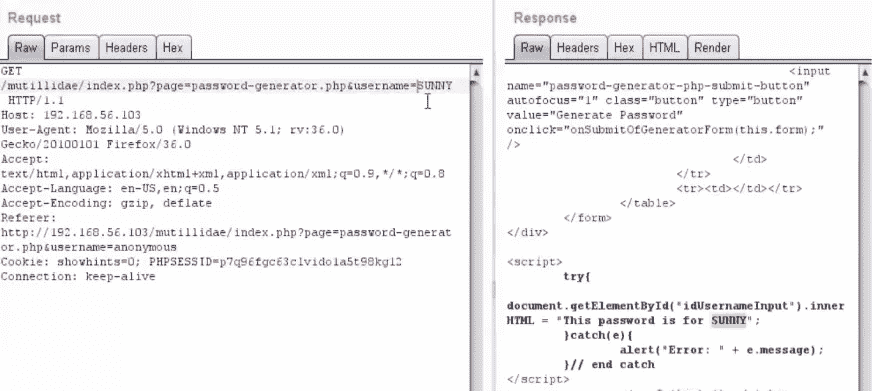 Request
Raw Params Headers Hex
GET
/mutillidae/index.php?page=password-generator.php&username=SUNNY
HTTP/1.1
Host: 192.168.56.103
User-Agent: Mozilla/5.0 (Windows NT 5.1; rv:36.0)
Gecko/20100101 Firefox/36.0
Accept:
text/html,application/xhtml+xml,application/xml;q=0.9,*/*;q=0.8
Accept-Language: en-US,en;q=0.5
Accept-Encoding: gzip, deflate
Referer:
http://192.168.56.103/mutillidae/index.php?page=password-generat
or.php&username=anonymous
Cookie: showhints=0; PHPSESSID=p7q96fgc63clvido1a5t98kg12
Connection: keep-alive
Response
Raw Headers Hex HTML Render
<input
name="password-generator-php-submit-button"
autofocus="1" class="button" type="button"
value="Generate Password"
onclick="onSubmitOfGeneratorForm(this.form);"
/>
</td>
</tr>
<tr><td></td></tr>
</table>
</form>
</div>
<script>
try{
document.getElementById("idUsernameInput").inner
HTML = "This password is for SUNNY";
}catch(e){
alert("Error: " + e.message);
}// end catch
</script>